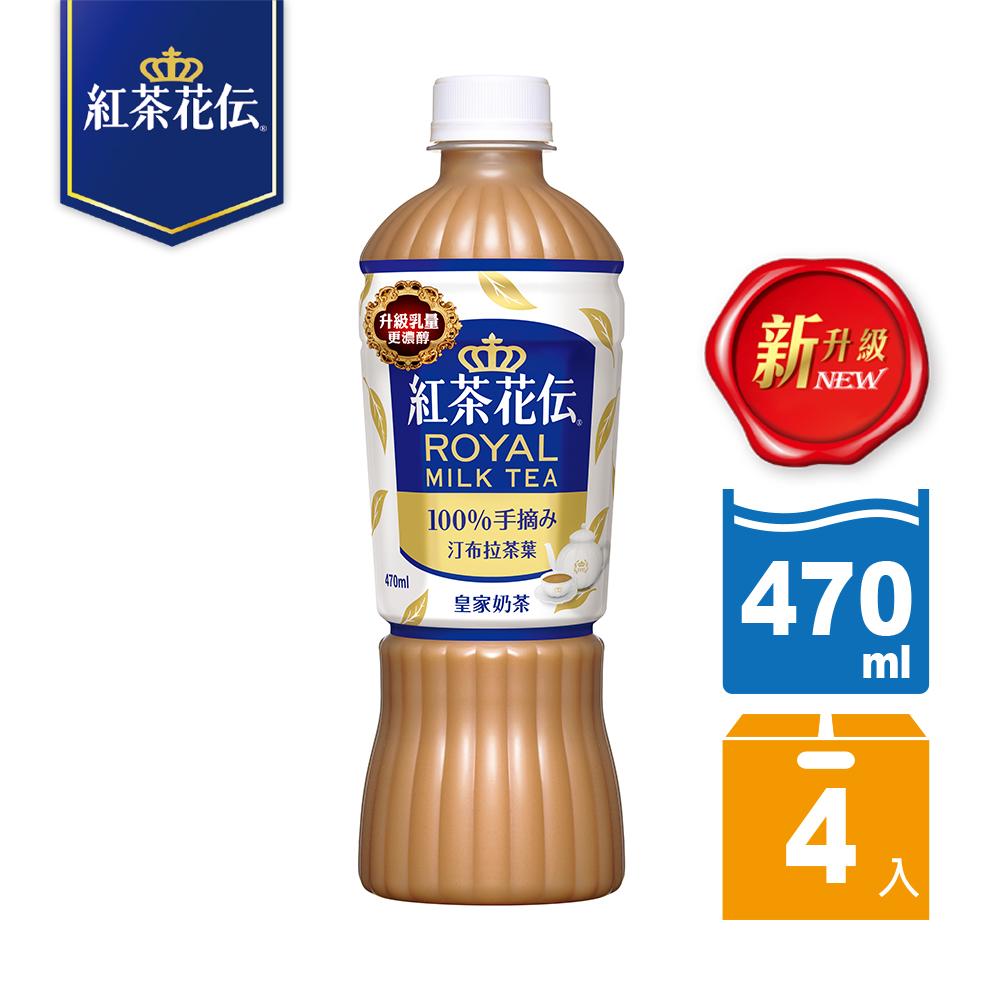 紅茶花伝®
升級乳量
更濃醇
紅茶花伝®
ROYAL
MILK TEA
100%手摘み
汀布拉茶葉
470ml
皇家奶茶
新升級
NEW
470
ml
4入